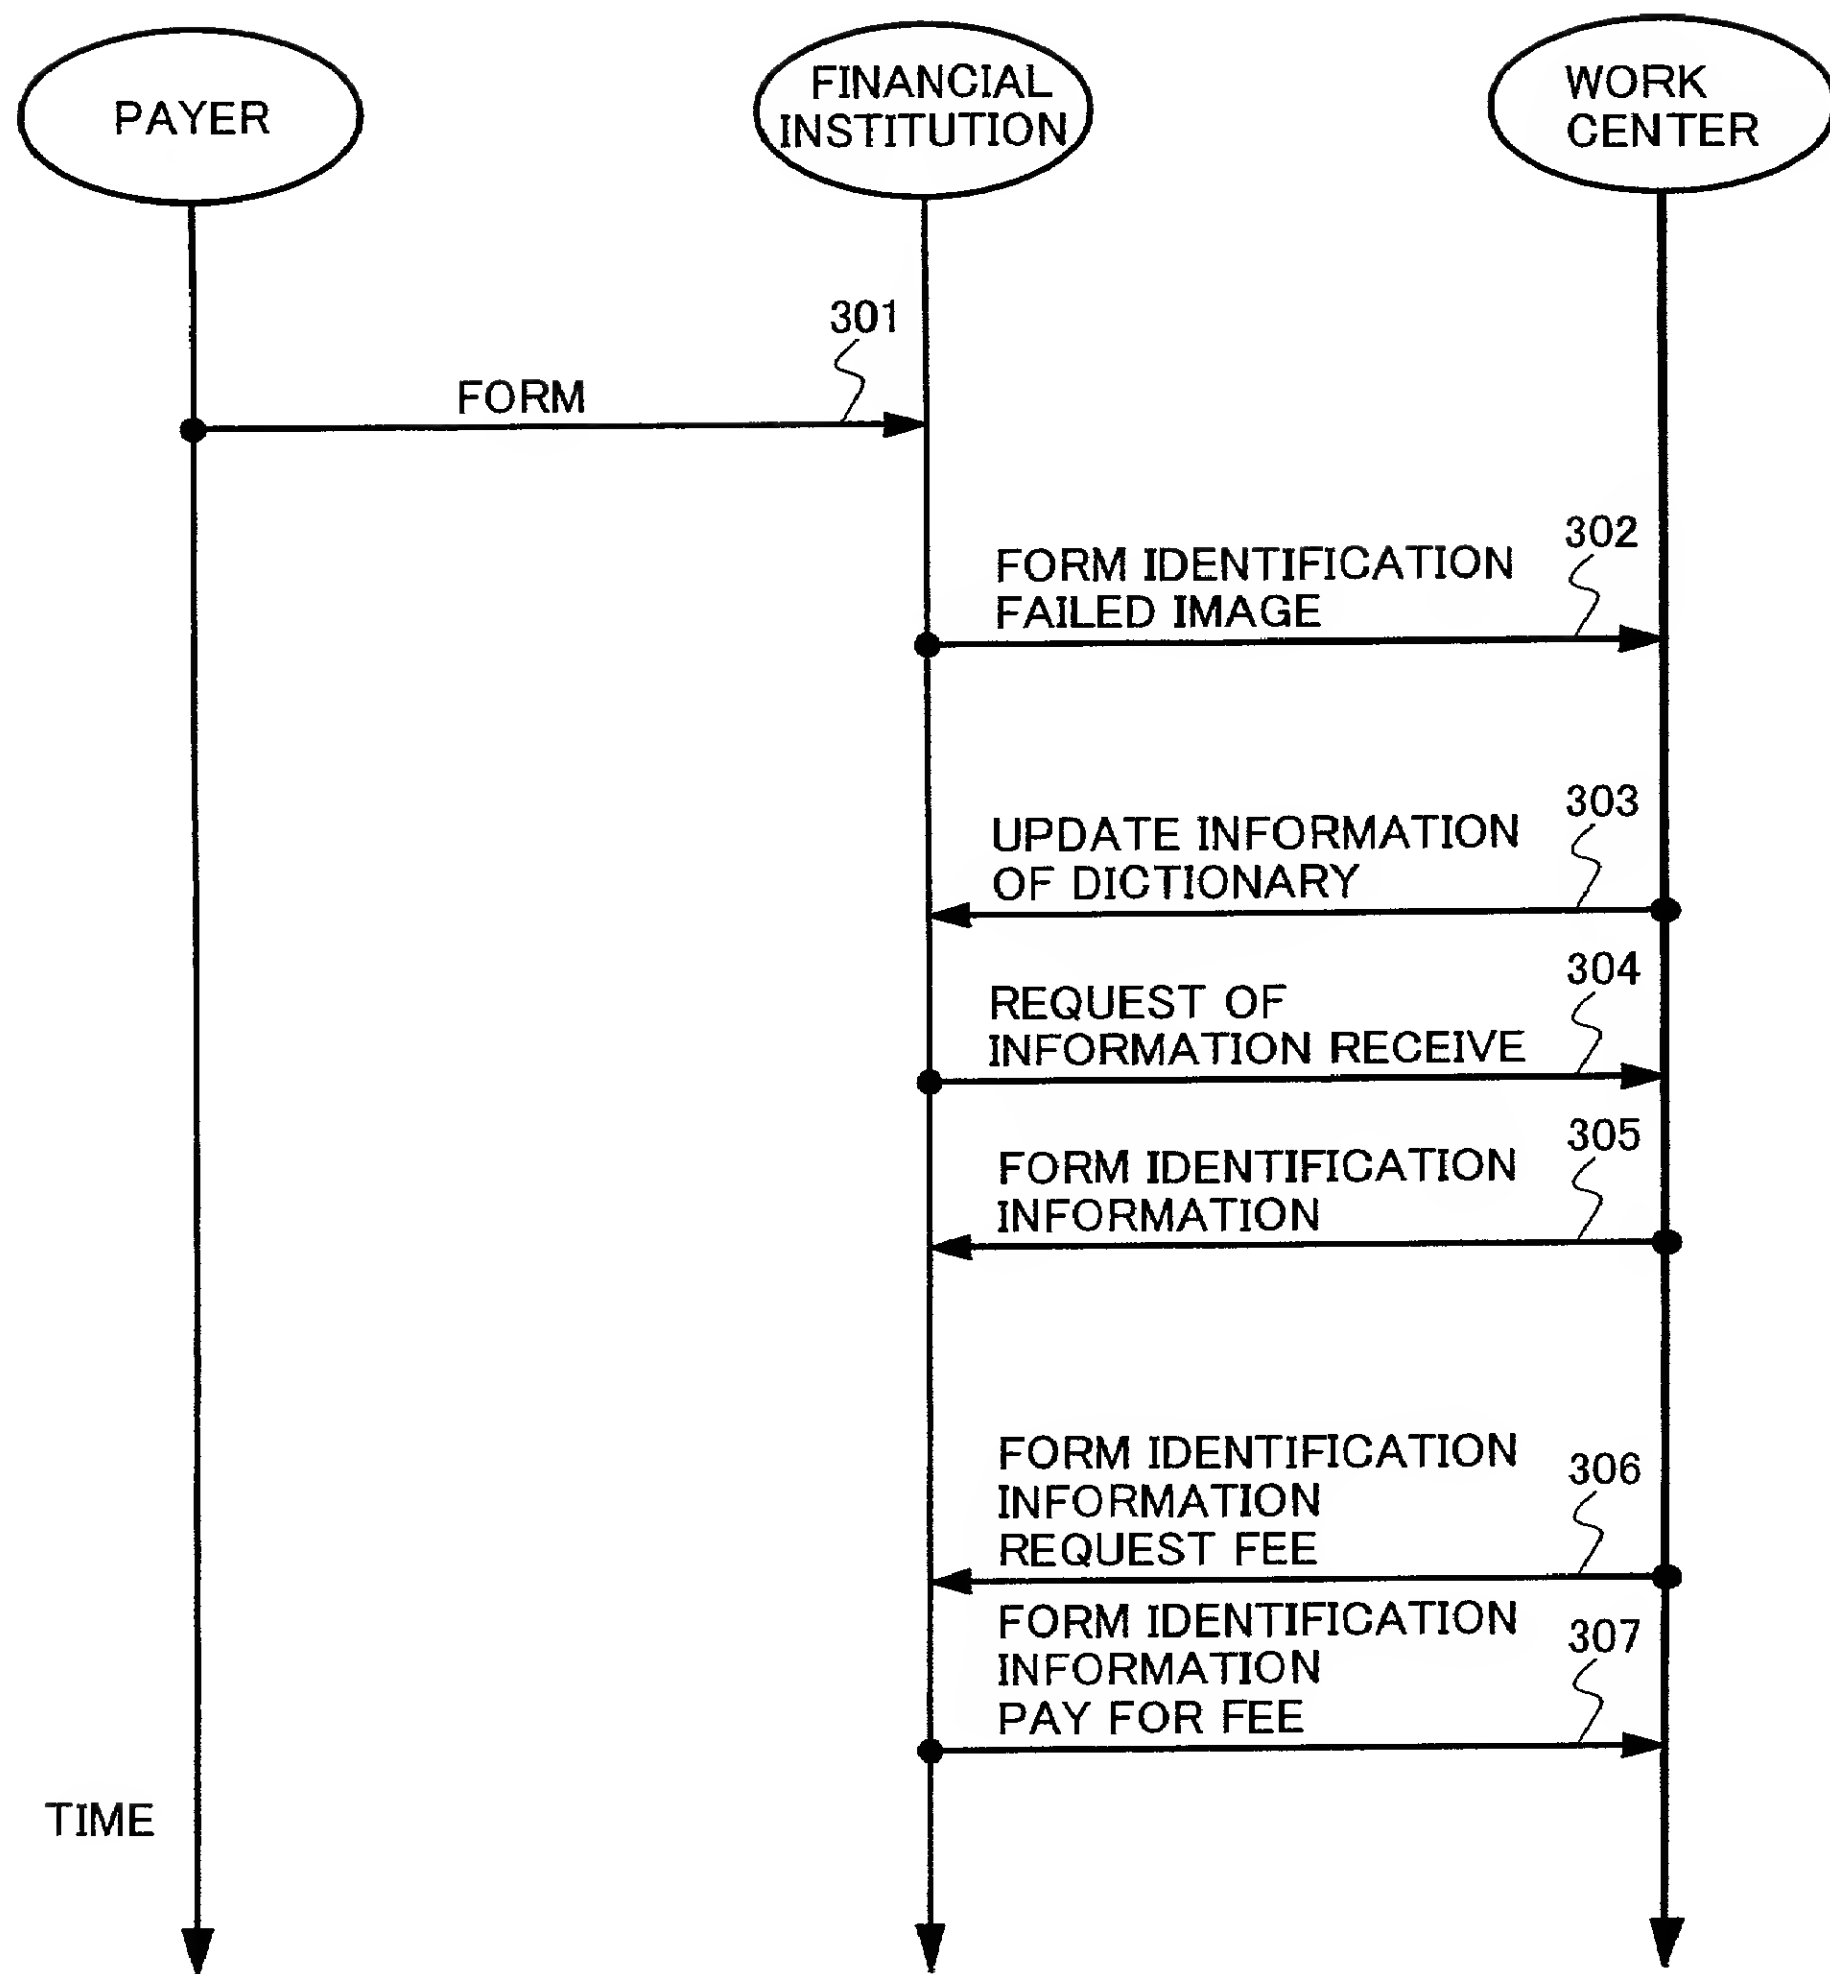 PAYER
FINANCIAL
INSTITUTION
WORK
CENTER
301
FORM
302
FORM IDENTIFICATION
FAILED IMAGE
303
UPDATE INFORMATION
OF DICTIONARY
304
REQUEST OF
INFORMATION RECEIVE
305
FORM IDENTIFICATION
INFORMATION
FORM IDENTIFICATION
306
INFORMATION
REQUEST FEE
FORM IDENTIFICATION
307
INFORMATION
PAY FOR FEE
TIME